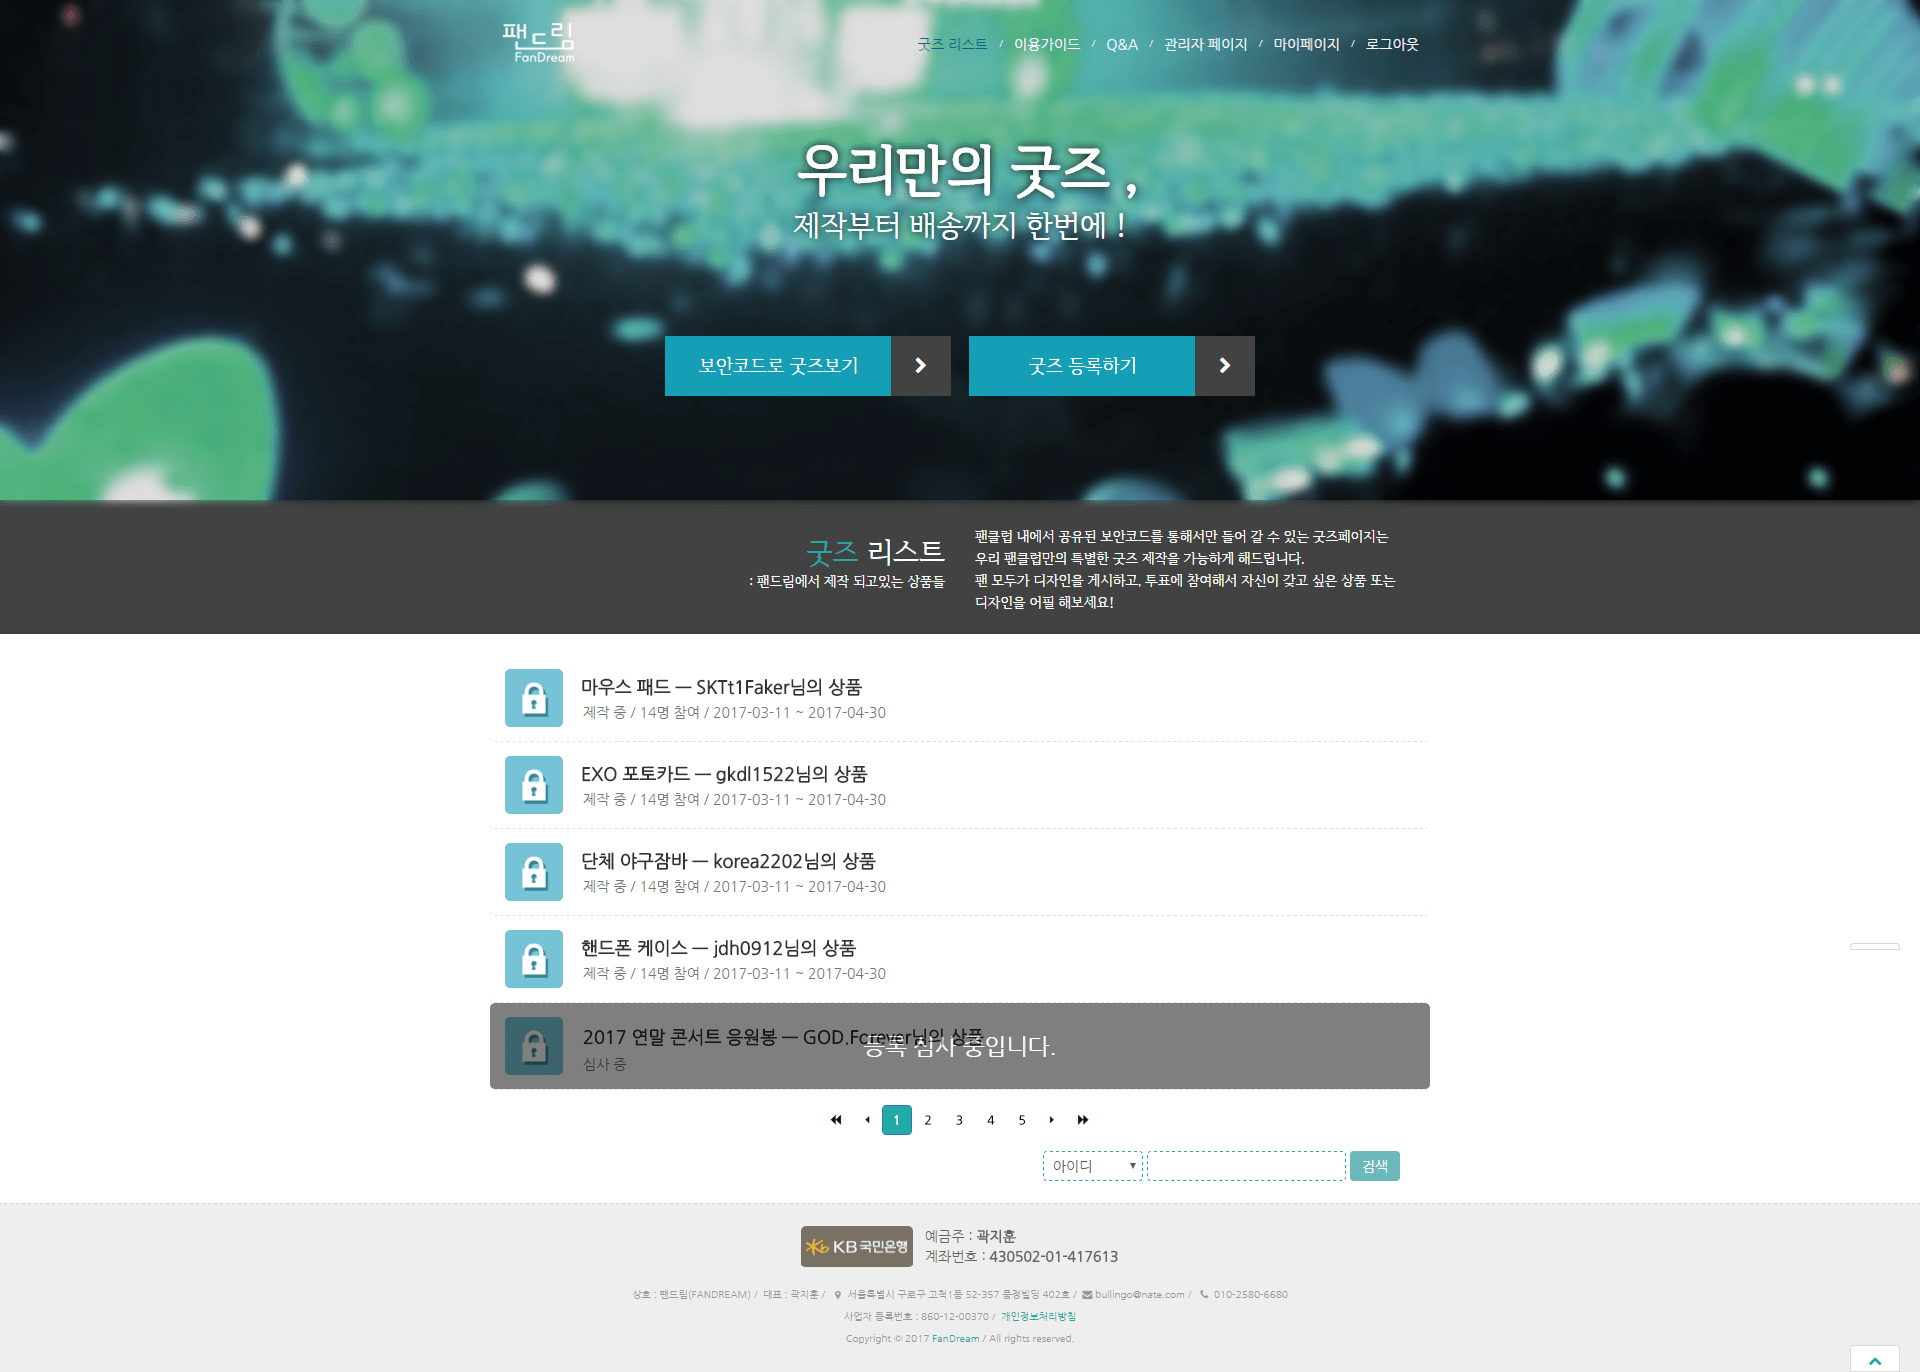 팬드림
FanDream
굿즈 리스트 / 이용가이드 / Q&A / 관리자 페이지 / 마이페이지 / 로그아웃
우리만의 굿즈 ,
제작부터 배송까지 한번에 !
보안코드로 굿즈보기
굿즈 등록하기
굿즈 리스트
: 팬드림에서 제작 되고있는 상품들
팬클럽 내에서 공유된 보안코드를 통해서만 들어 갈 수 있는 굿즈페이지는
우리 팬클럽만의 특별한 굿즈 제작을 가능하게 해드립니다.
팬 모두가 디자인을 게시하고, 투표에 참여해서 자신이 갖고 싶은 상품 또는
디자인을 어필 해보세요!
마우스 패드 — SKTt1Faker님의 상품
제작 중 / 14명 참여 / 2017-03-11 ~ 2017-04-30
EXO 포토카드 — gkdl1522님의 상품
제작 중 / 14명 참여 / 2017-03-11 ~ 2017-04-30
단체 야구잠바 — korea2202님의 상품
제작 중 / 14명 참여 / 2017-03-11 ~ 2017-04-30
핸드폰 케이스 — jdh0912님의 상품
제작 중 / 14명 참여 / 2017-03-11 ~ 2017-04-30
2017 연말 콘서트 응원봉 — GOD.Forever님의 상품
등록 심사 중입니다.
심사 중
1 2 3 4 5
아이디 검색
KB 국민은행
예금주 : 곽지훈
계좌번호 : 430502-01-417613
상호 : 팬드림(FANDREAM) / 대표 : 곽지훈 / 서울특별시 구로구 고척1동 52-357 풍정빌딩 402호 / bullingo@nate.com / 010-2580-6680
사업자 등록번호 : 860-12-00370 / 개인정보처리방침
Copyright © 2017 FanDream / All rights reserved.